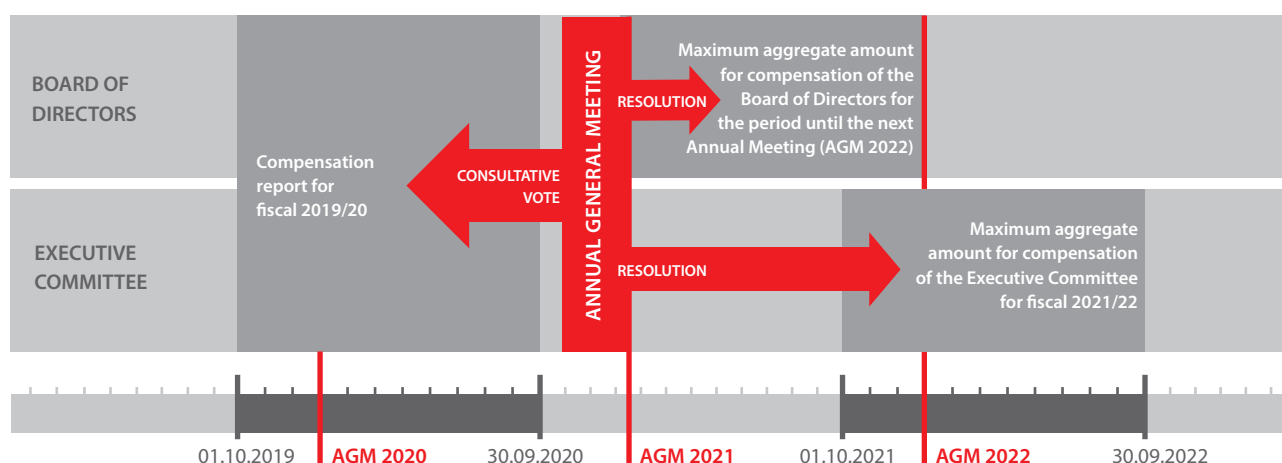 BOARD OF
DIRECTORS
EXECUTIVE
COMMITTEE
Compensation
report for
fiscal 2019/20
CONSULTATIVE
VOTE
ANNUAL GENERAL MEETING
RESOLUTION
Maximum aggregate amount
for compensation of the
Board of Directors for
the period until the next
Annual Meeting (AGM 2022)
RESOLUTION
Maximum aggregate
amount for compensation
of the Executive Committee
for fiscal 2021/22
01.10.2019
AGM 2020
30.09.2020
AGM 2021
01.10.2021
AGM 2022
30.09.2022